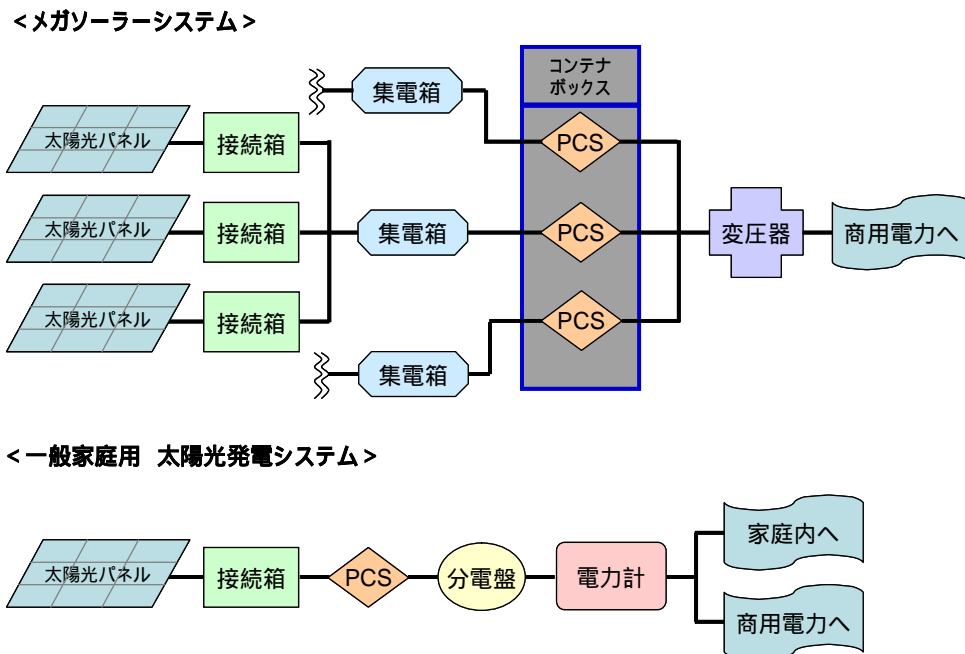 ＜メガソーラーシステム＞
コンテナ
ボックス
集電箱
太陽光パネル
接続箱
PCS
太陽光パネル
接続箱
集電箱
PCS
変圧器
商用電力へ
太陽光パネル
接続箱
PCS
集電箱
＜一般家庭用 太陽光発電システム＞
太陽光パネル
接続箱
PCS
分電盤
電力計
家庭内へ
商用電力へ